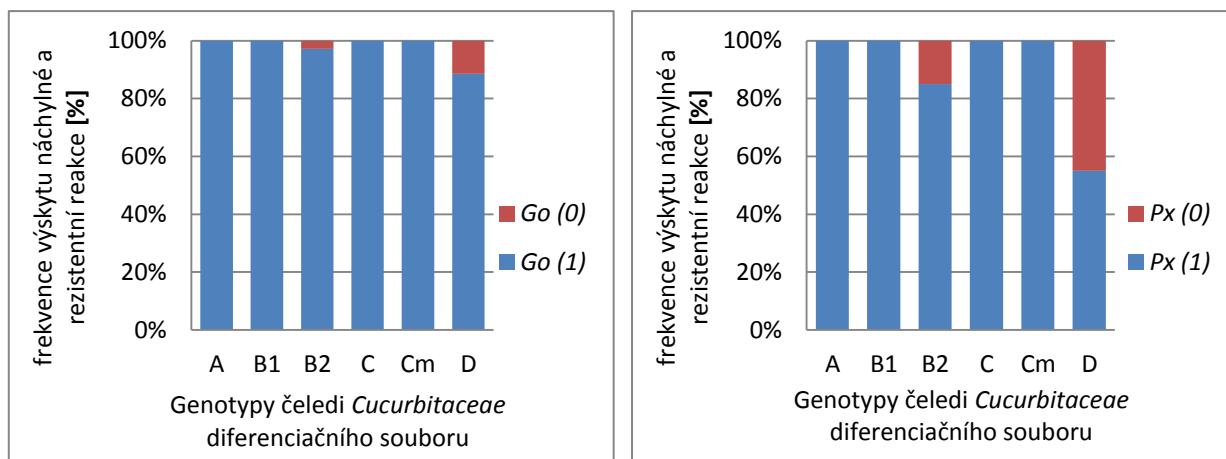 frekvence výskytu náchylné a
rezistentní reakce [%]
100%
80%
60%
40%
20%
0%
A B1 B2 C Cm D
Genotypy čeledi Cucurbitaceae
diferenciačního souboru
Go (0)
Go (1)
frekvence výskytu náchylné a
rezistentní reakce [%]
100%
80%
60%
40%
20%
0%
A B1 B2 C Cm D
Genotypy čeledi Cucurbitaceae
diferenciačního souboru
Px (0)
Px (1)